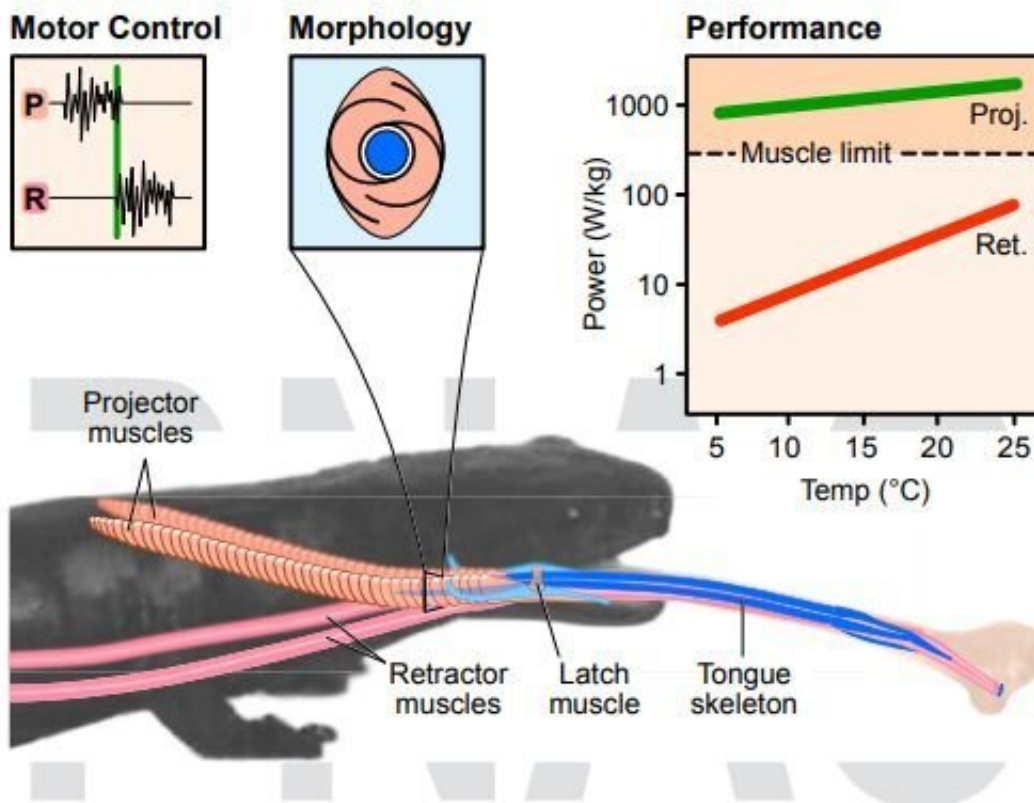 Motor Control
P
R
Morphology
Performance
Power (W/kg)
1000
100
10
1
Proj.
Muscle limit
Ret.
5 10 15 20 25
Temp (°C)
Projector
muscles
Retractor
muscles
Latch
muscle
Tongue
skeleton